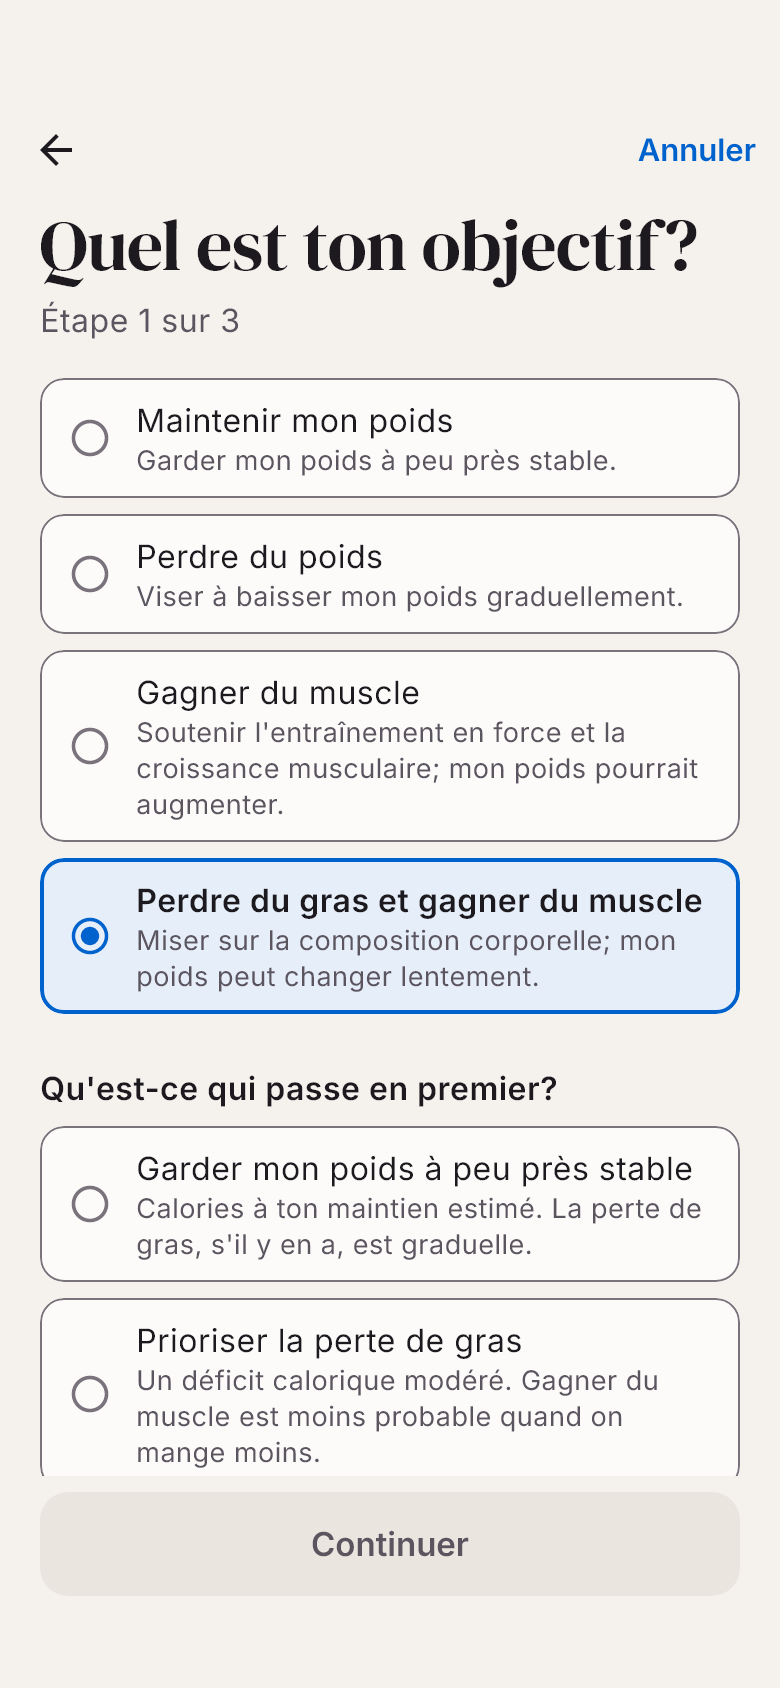 Annuler
Quel est ton objectif?
Étape 1 sur 3
Maintenir mon poids
Garder mon poids à peu près stable.
Perdre du poids
Viser à baisser mon poids graduellement.
Gagner du muscle
Soutenir l'entraînement en force et la
croissance musculaire; mon poids pourrait
augmenter.
Perdre du gras et gagner du muscle
Miser sur la composition corporelle; mon
poids peut changer lentement.
Qu'est-ce qui passe en premier?
Garder mon poids à peu près stable
Calories à ton maintien estimé. La perte de
gras, s'il y en a, est graduelle.
Prioriser la perte de gras
Un déficit calorique modéré. Gagner du
muscle est moins probable quand on
mange moins.
Continuer